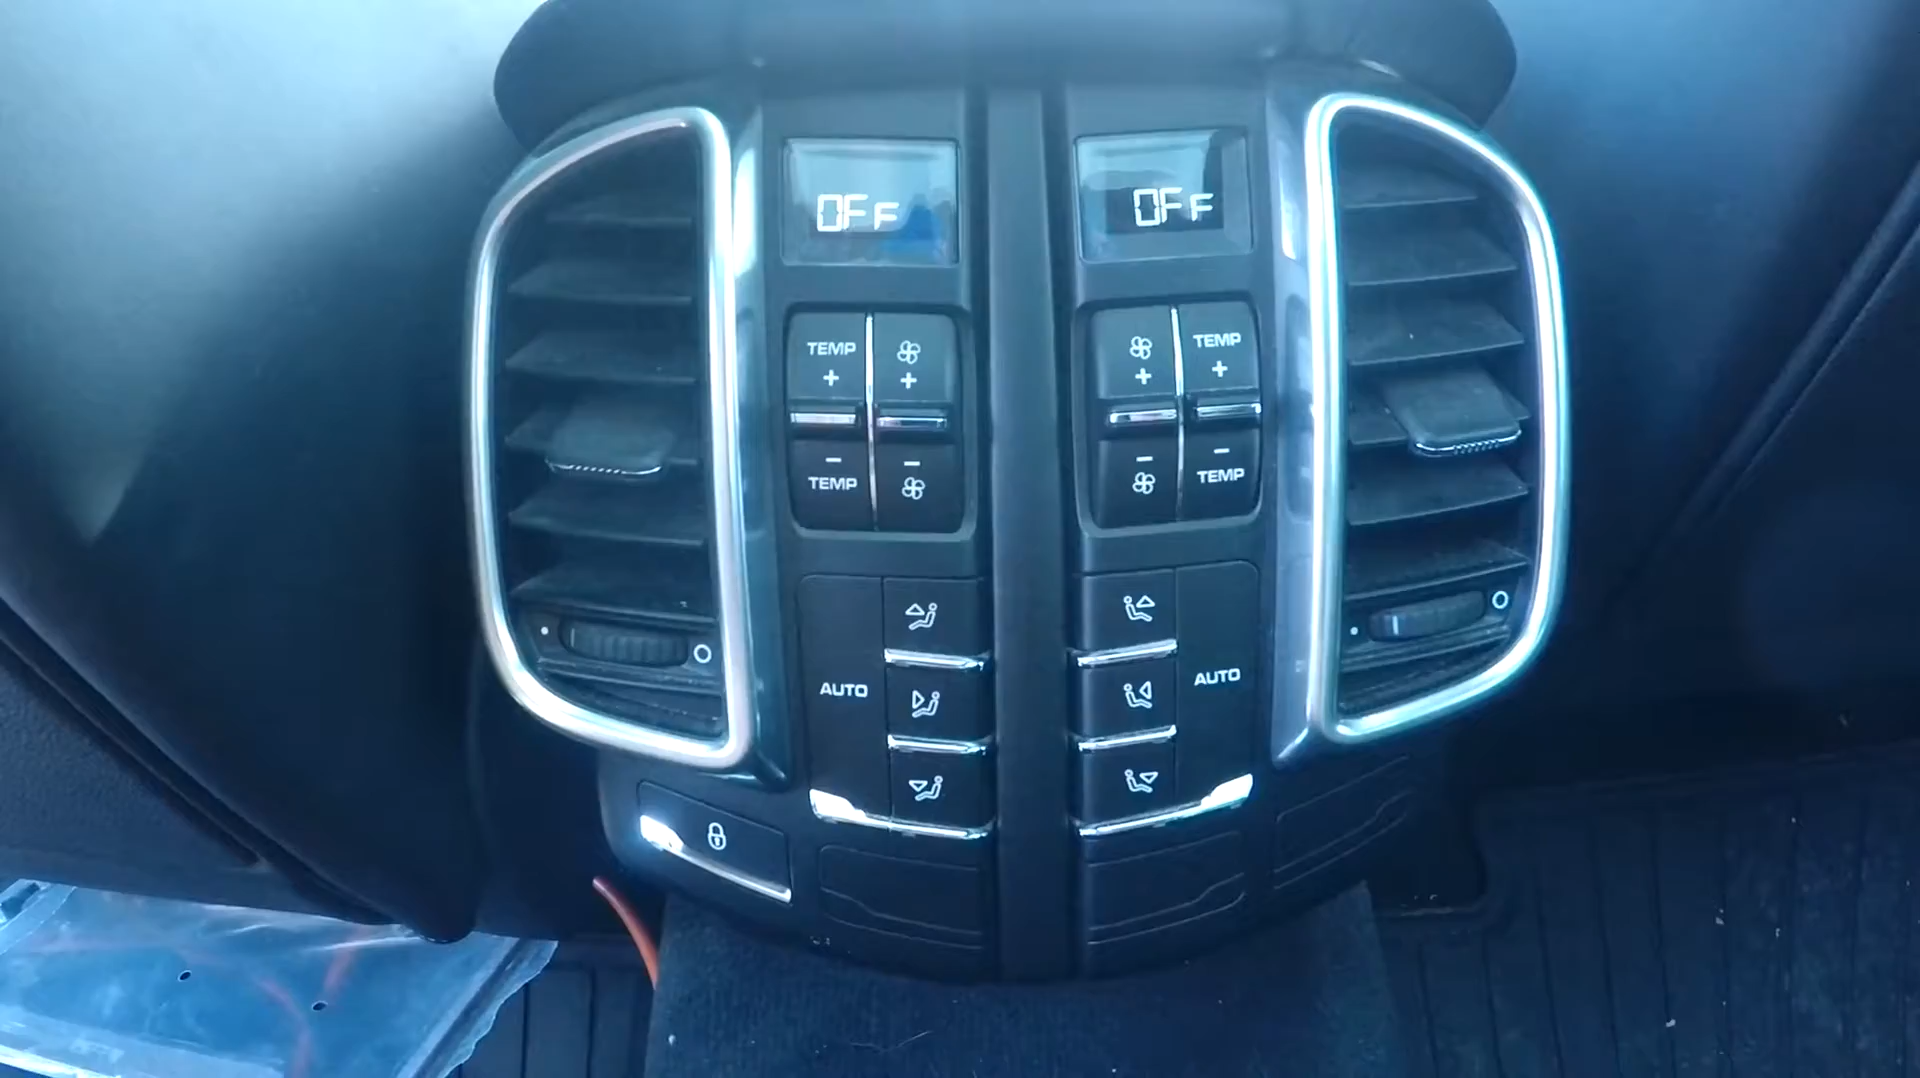 OFF
OFF
TEMP
+
+
+
TEMP
+
-
TEMP
-
-
-
TEMP
AUTO
AUTO